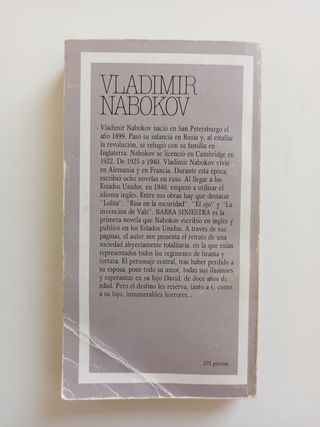 VLADIMIR
NABOKOV
Vladimir Nabokov nació en San Petersburgo el
año 1899. Pasó su infancia en Rusia y, al estallar
la revolución, se refugió con su familia en
Inglaterra. Nabokov se licenció en Cambridge en
1922. De 1925 a 1940, Vladimir Nabokov vivió
en Alemania y en Francia. Durante esta época,
escribió ocho novelas en ruso. Al llegar a los
Estados Unidos, en 1940, empezó a utilizar el
idioma inglés. Entre sus obras hay que destacar
"Lolita", "Risa en la oscuridad", "El ojo" y "La
invención de Vals". BARRA SINIESTRA es la
primera novela que Nabokov escribió en inglés y
publicó en los Estados Unidos. A través de sus
páginas, el autor nos presenta el retrato de una
sociedad abyectamente totalitaria, en la que están
representados todos los regímenes de tiranía y
tortura. El personaje central, tras haber perdido a
su esposa, pone todo su amor, todas sus ilusiones
y esperanzas en su hijo David, de doce años de
edad. Pero el destino les reserva, tanto a él como
a su hijo, innumerables horrores...
275 pesetas